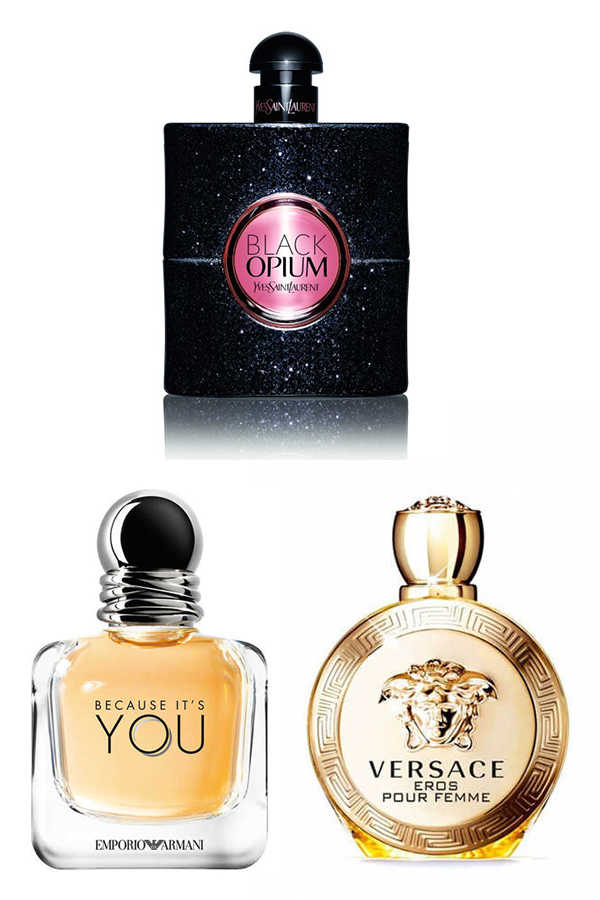 YVESSAINTLAURENT
BLACK
OPIUM
YVESSAINTLAURENT
BECAUSE IT'S
YOU
EMPORIO ARMANI
VERSACE
EROS
POUR FEMME